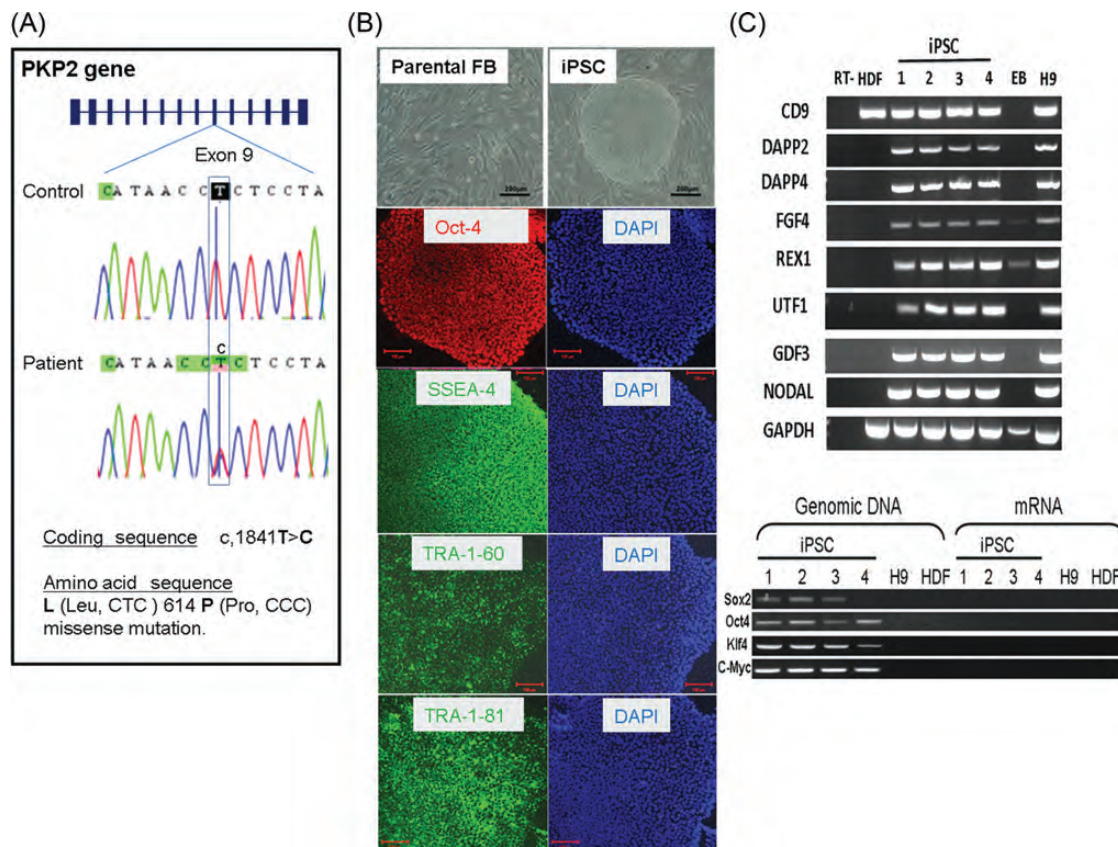 (A)
PKP2 gene
Exon 9
Control
C A T A A C C T C T C C T A
C
Patient
C A T A A C C T C T C C T A
Coding sequence c,1841T>C
Amino acid sequence
L (Leu, CTC ) 614 P (Pro, CCC)
missense mutation.
(B)
Parental FB
iPSC
200µm
200µm
Oct-4
DAPI
SSEA-4
DAPI
TRA-1-60
DAPI
TRA-1-81
DAPI
(C)
iPSC
RT- HDF 1 2 3 4 EB H9
CD9
DAPP2
DAPP4
FGF4
REX1
UTF1
GDF3
NODAL
GAPDH
Genomic DNA mRNA
iPSC iPSC
1 2 3 4 H9 HDF 1 2 3 4 H9 HDF
Sox2
Oct4
Klf4
C-Myc